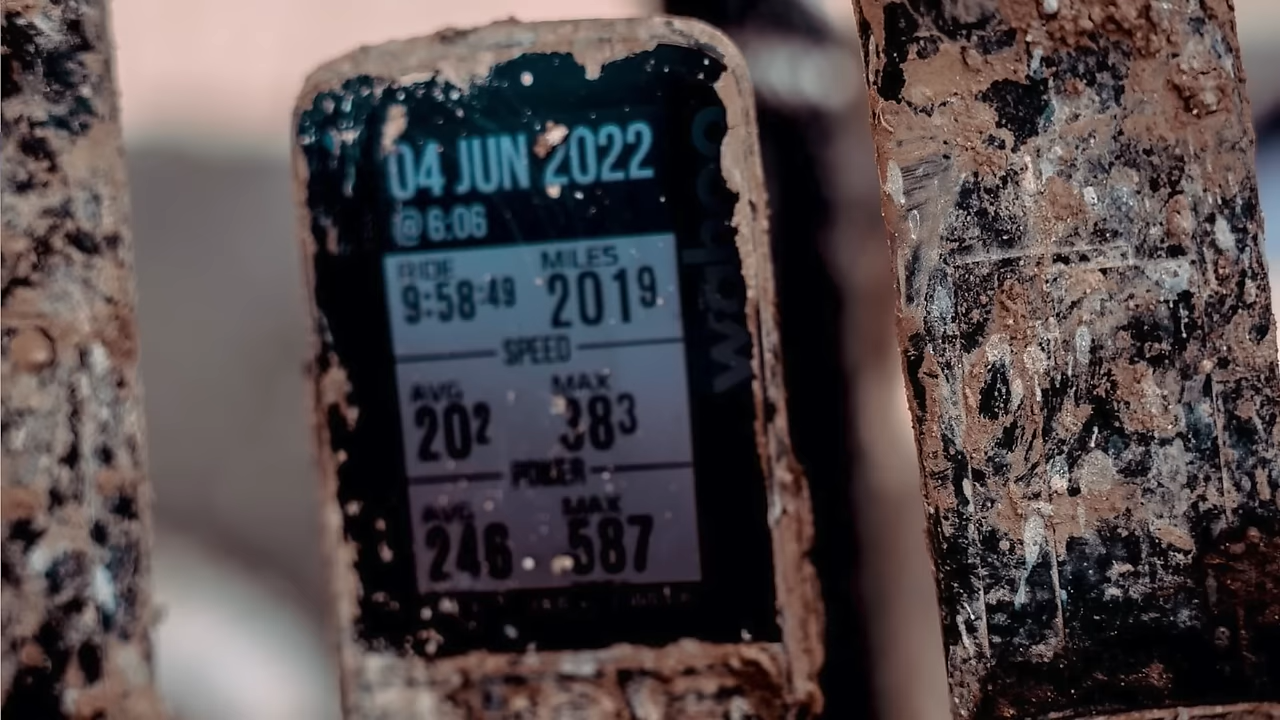 04 JUN 2022
@ 6:06
RIDE MILES
9:58:49 201⁹
SPEED
AVG MAX
20² 38³
POWER
AVG MAX
246 587
wahoo